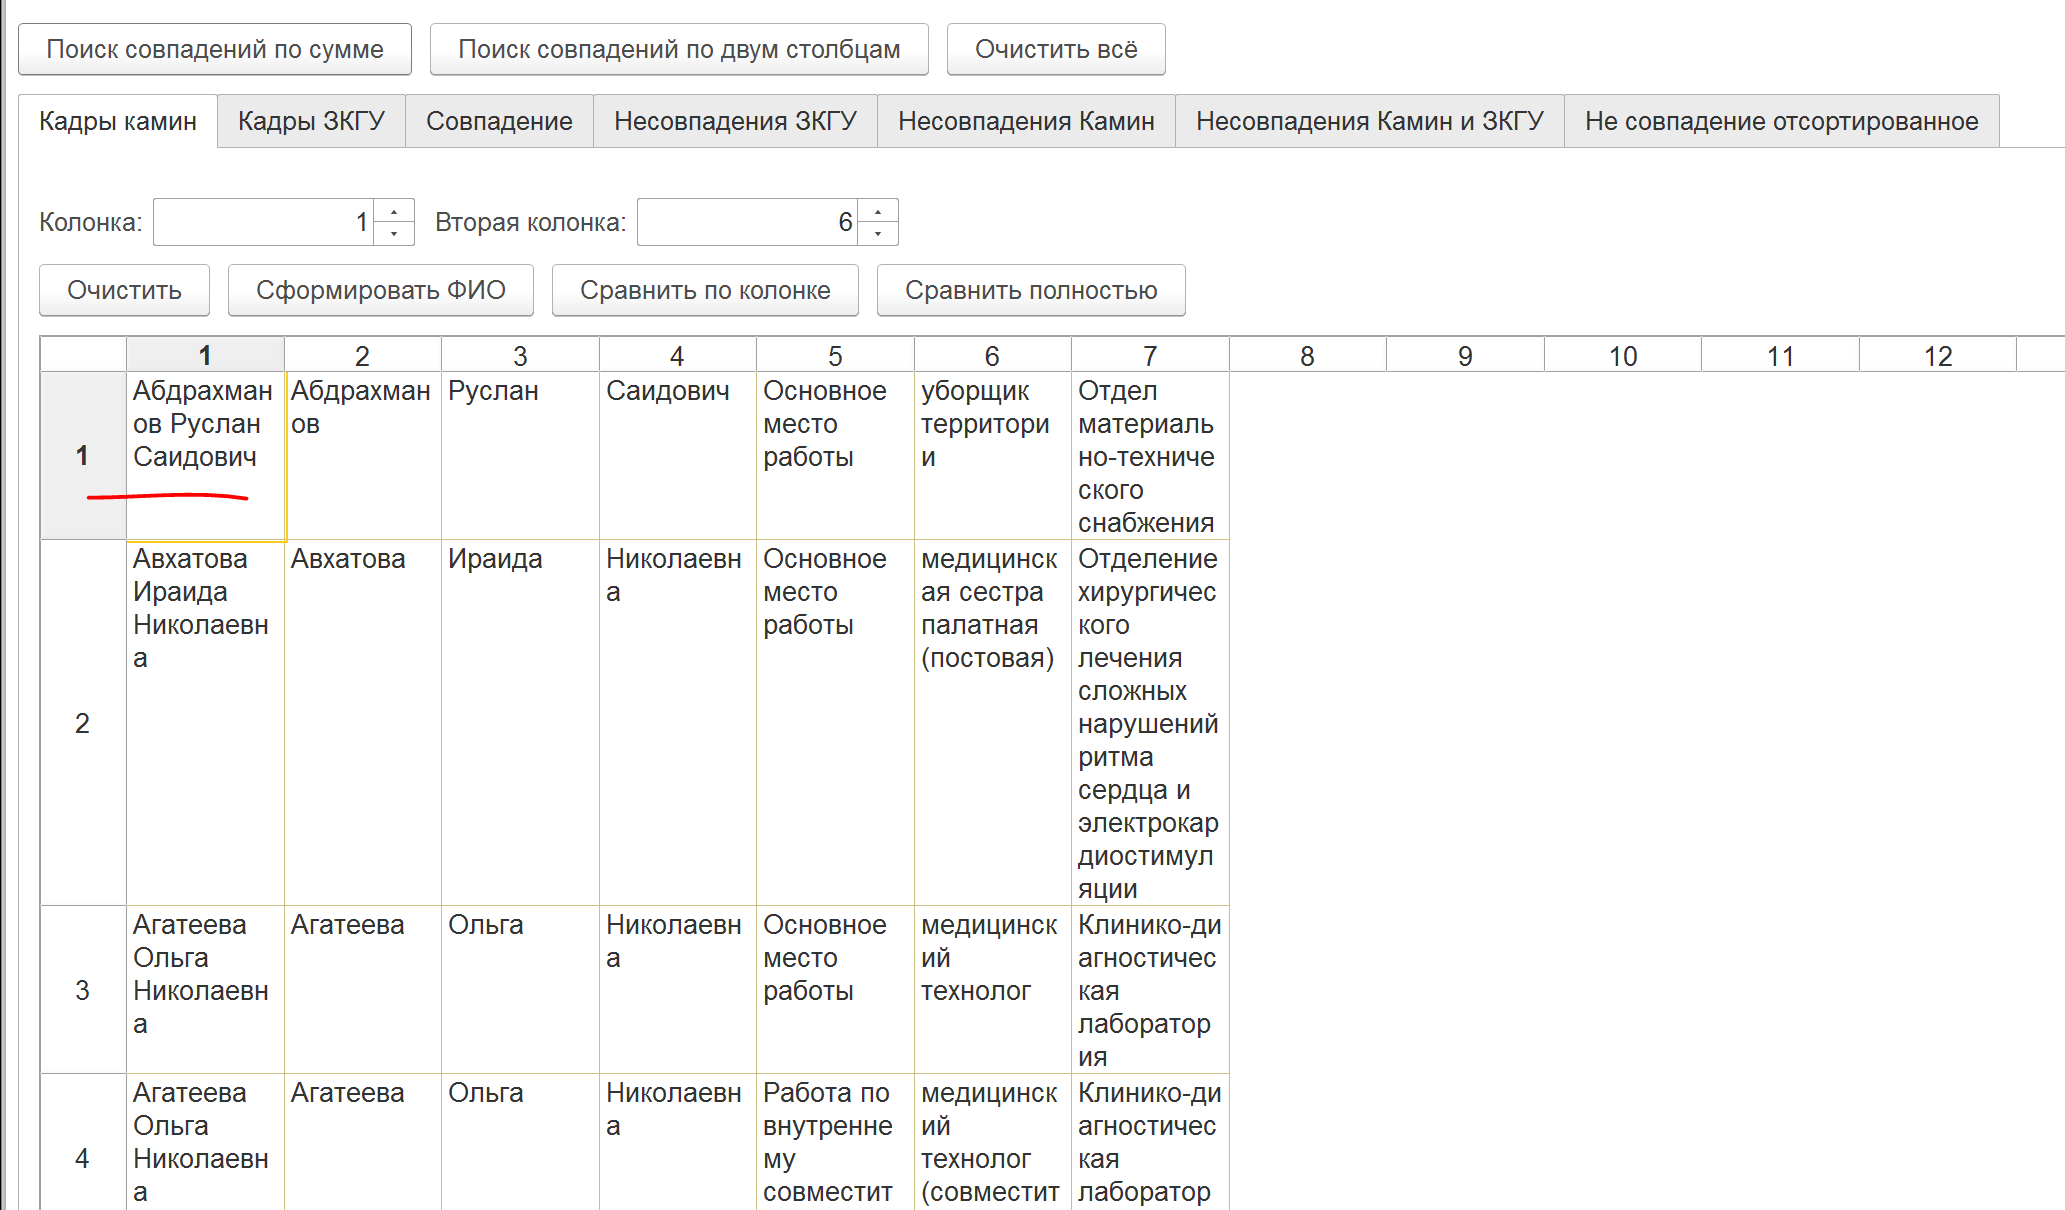 Поиск совпадений по сумме Поиск совпадений по двум столбцам Очистить всё
Кадры камин Кадры ЗКГУ Совпадение Несовпадения ЗКГУ Несовпадения Камин Несовпадения Камин и ЗКГУ Не совпадение отсортированное
Колонка: 1 Вторая колонка: 6
Очистить Сформировать ФИО Сравнить по колонке Сравнить полностью
1 2 3 4 5 6 7 8 9 10 11 12
1
Абдрахман
ов Руслан
Саидович
Абдрахман
ов
Руслан
Саидович
Основное
место
работы
уборщик
территори
и
Отдел
материаль
но-техниче
ского
снабжения
2
Авхатова
Ираида
Николаевн
а
Авхатова
Ираида
Николаевн
а
Основное
место
работы
медицинск
ая сестра
палатная
(постовая)
Отделение
хирургичес
кого
лечения
сложных
нарушений
ритма
сердца и
электрокар
диостимул
яции
3
Агатеева
Ольга
Николаевн
а
Агатеева
Ольга
Николаевн
а
Основное
место
работы
медицинск
ий
технолог
Клинико-ди
агностичес
кая
лаборатор
ия
4
Агатеева
Ольга
Николаевн
а
Агатеева
Ольга
Николаевн
а
Работа по
внутренне
му
совместит
медицинск
ий
технолог
(совместит
Клинико-ди
агностичес
кая
лаборатор